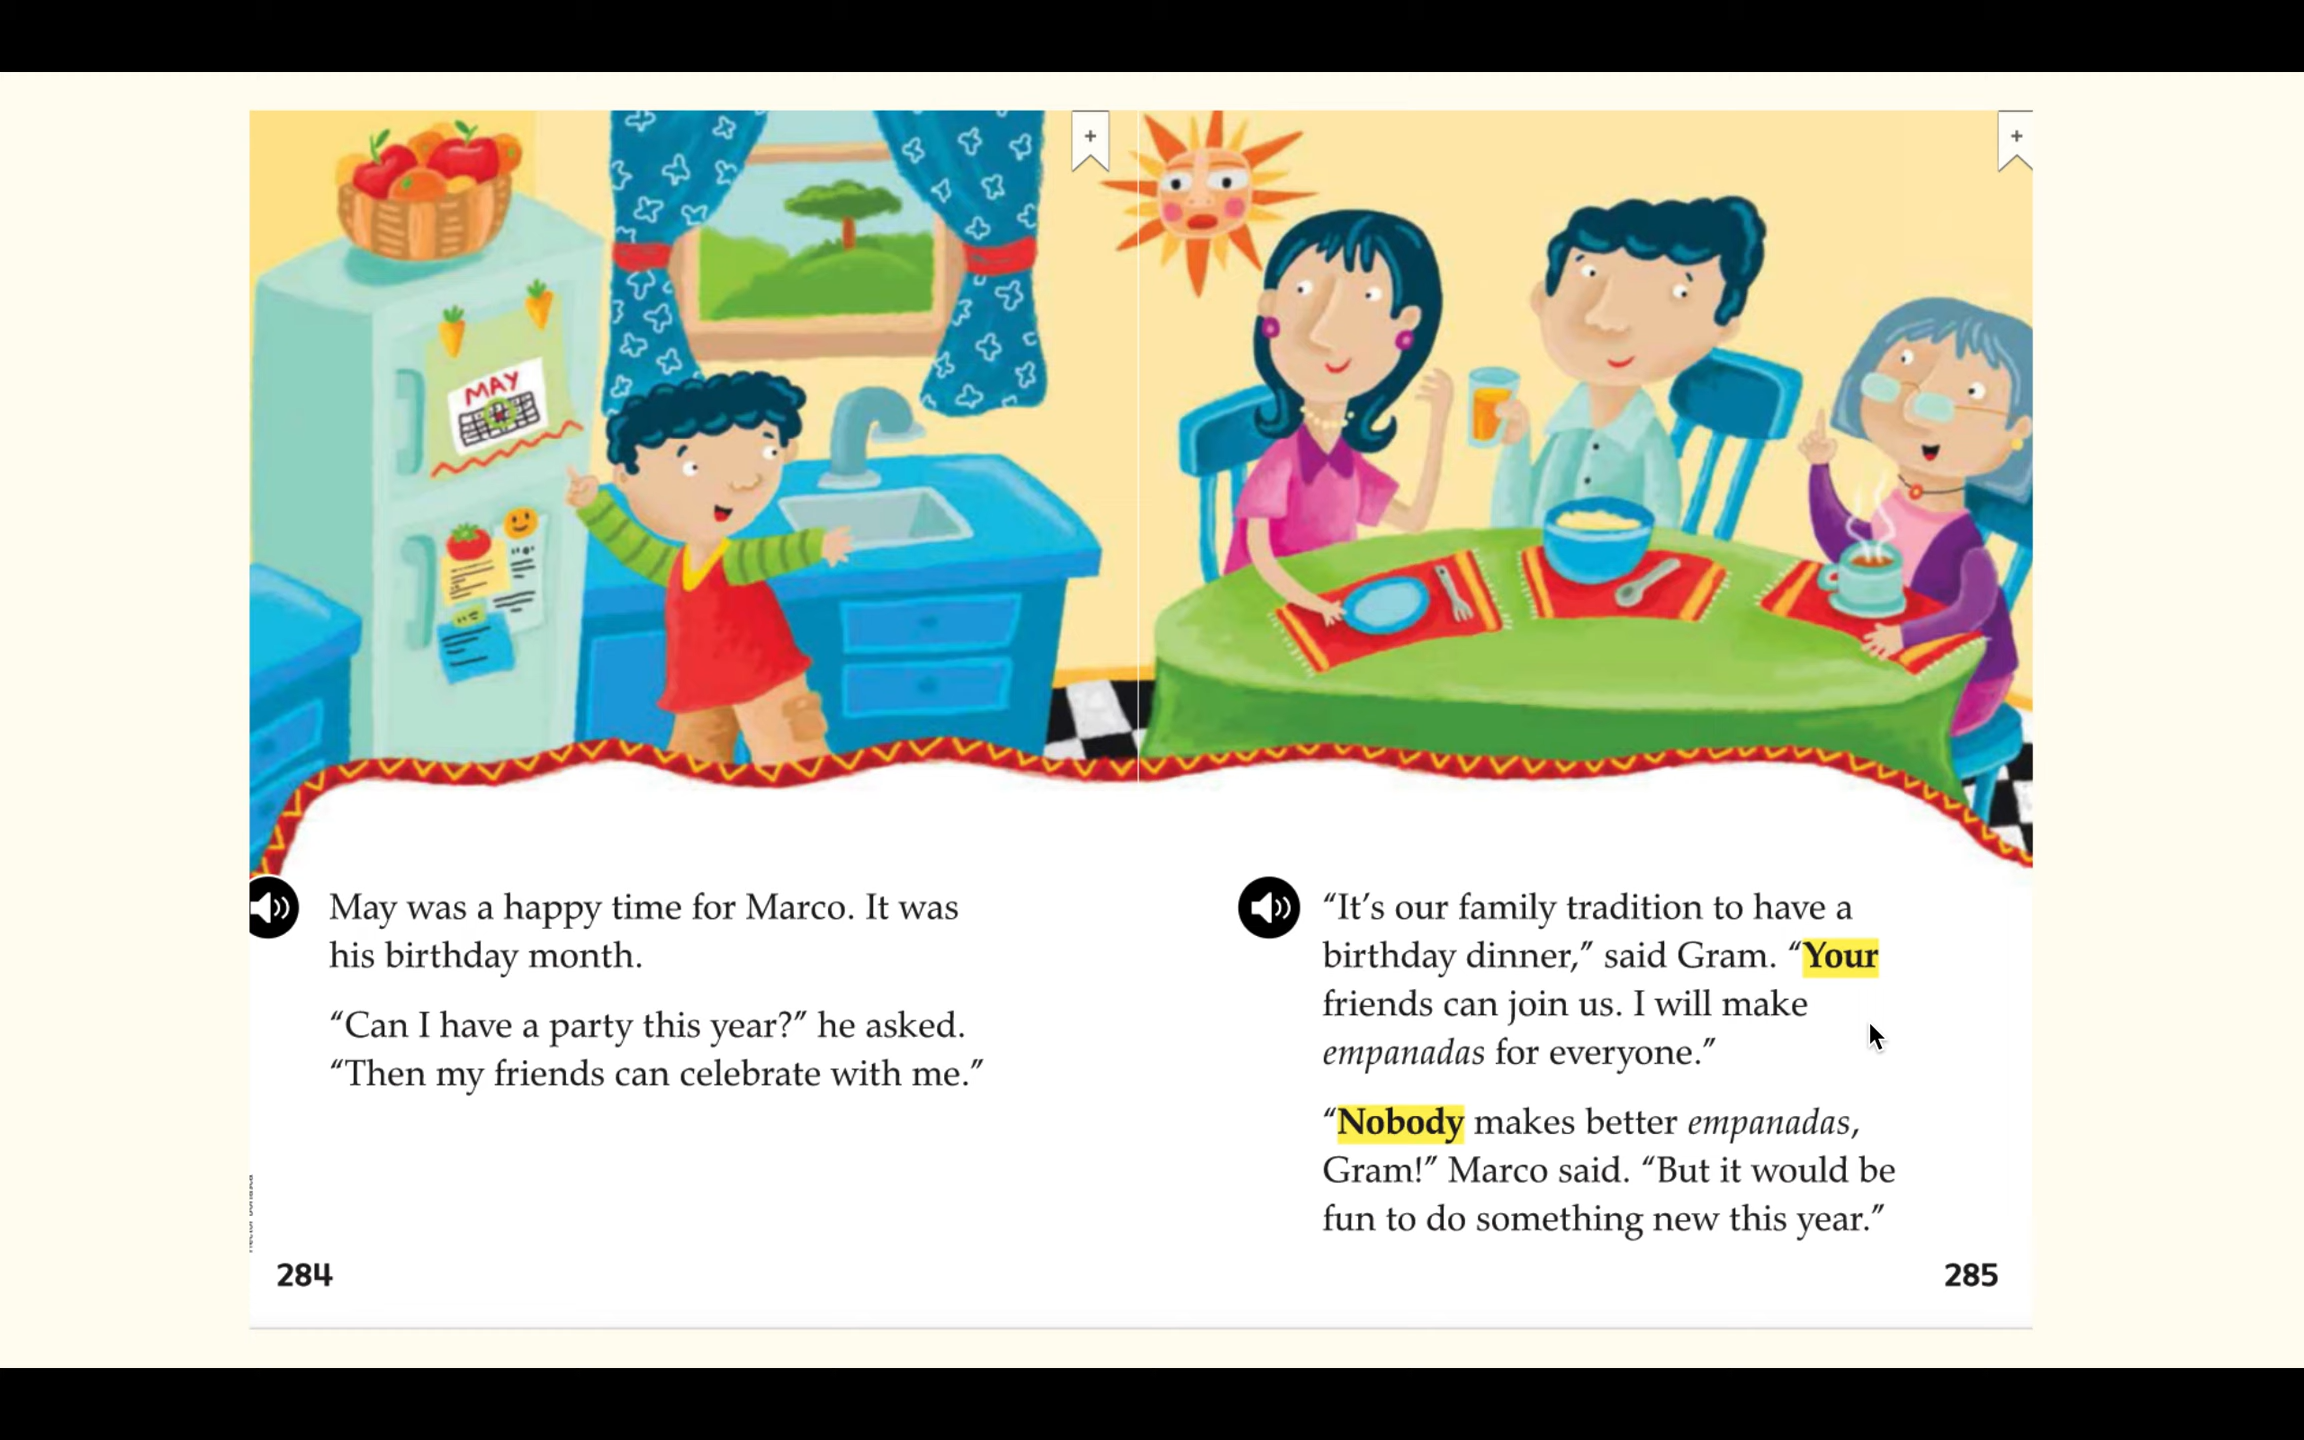 MAY
May was a happy time for Marco. It was
his birthday month.
“Can I have a party this year?” he asked.
“Then my friends can celebrate with me.”
284
“It’s our family tradition to have a
birthday dinner,” said Gram. “Your
friends can join us. I will make
empanadas for everyone.”
“Nobody makes better empanadas,
Gram!” Marco said. “But it would be
fun to do something new this year.”
285